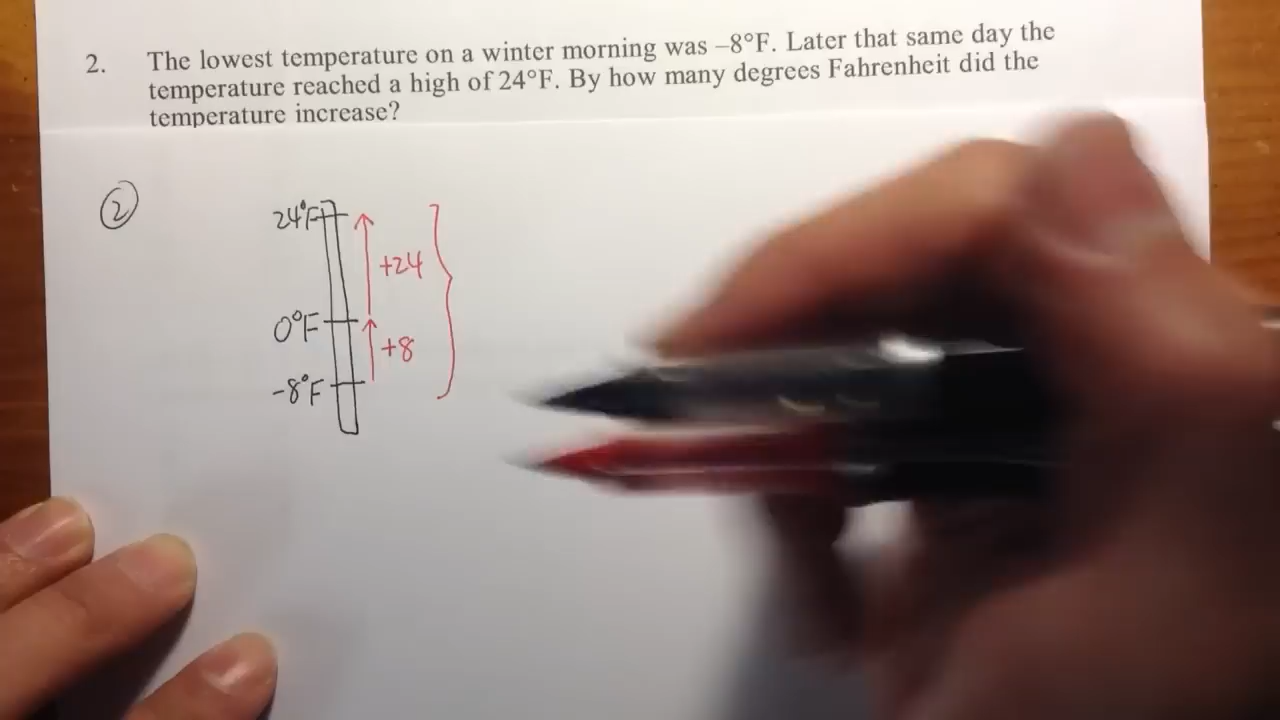 2. The lowest temperature on a winter morning was –8°F. Later that same day the
temperature reached a high of 24°F. By how many degrees Fahrenheit did the
temperature increase?
2
24°F
+24
0°F
+8
-8°F